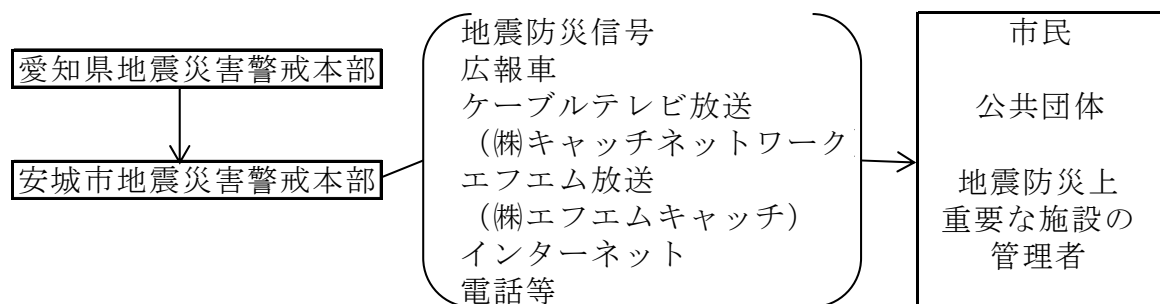 愛知県地震災害警戒本部
安城市地震災害警戒本部
地震防災信号
広報車
ケーブルテレビ放送
（㈱キャッチネットワーク
エフエム放送
（㈱エフエムキャッチ）
インターネット
電話等
市民
公共団体
地震防災上
重要な施設の
管理者